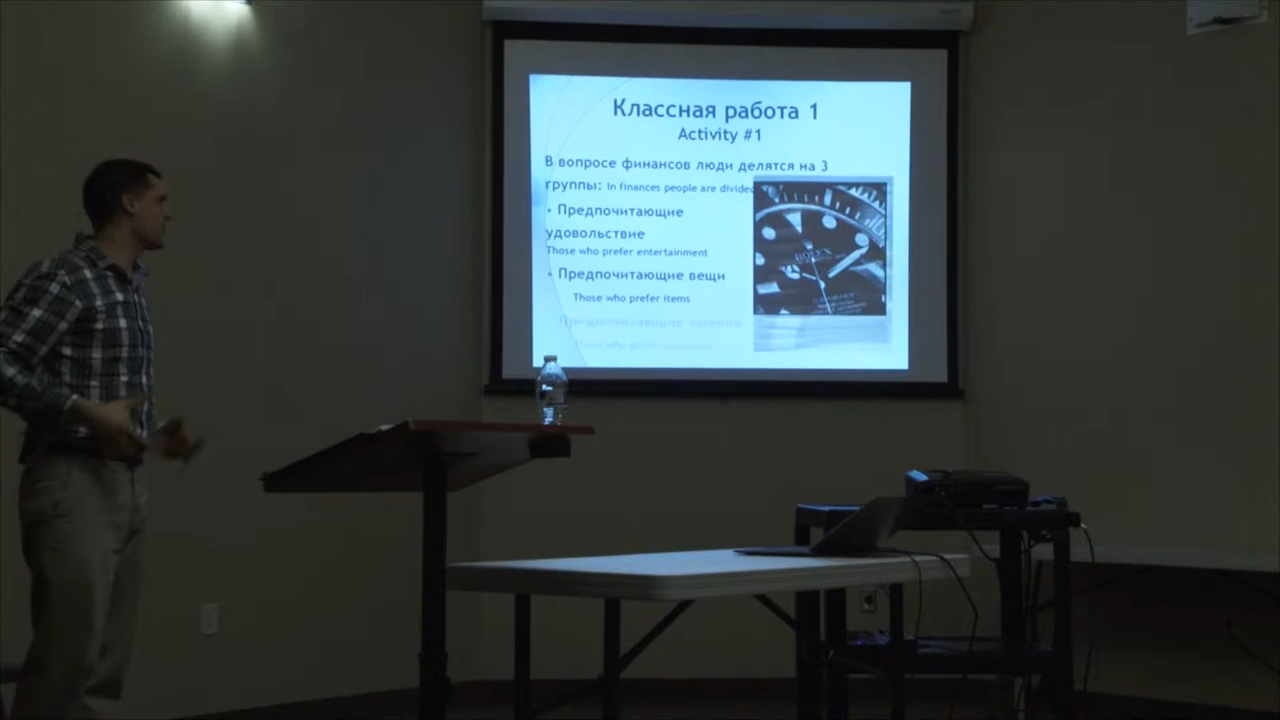 Классная работа 1
Activity #1
В вопросе финансов люди делятся на 3
группы: In finances people are divided
• Предпочитающие
удовольствие
Those who prefer entertainment
• Предпочитающие вещи
Those who prefer items
ROLEX